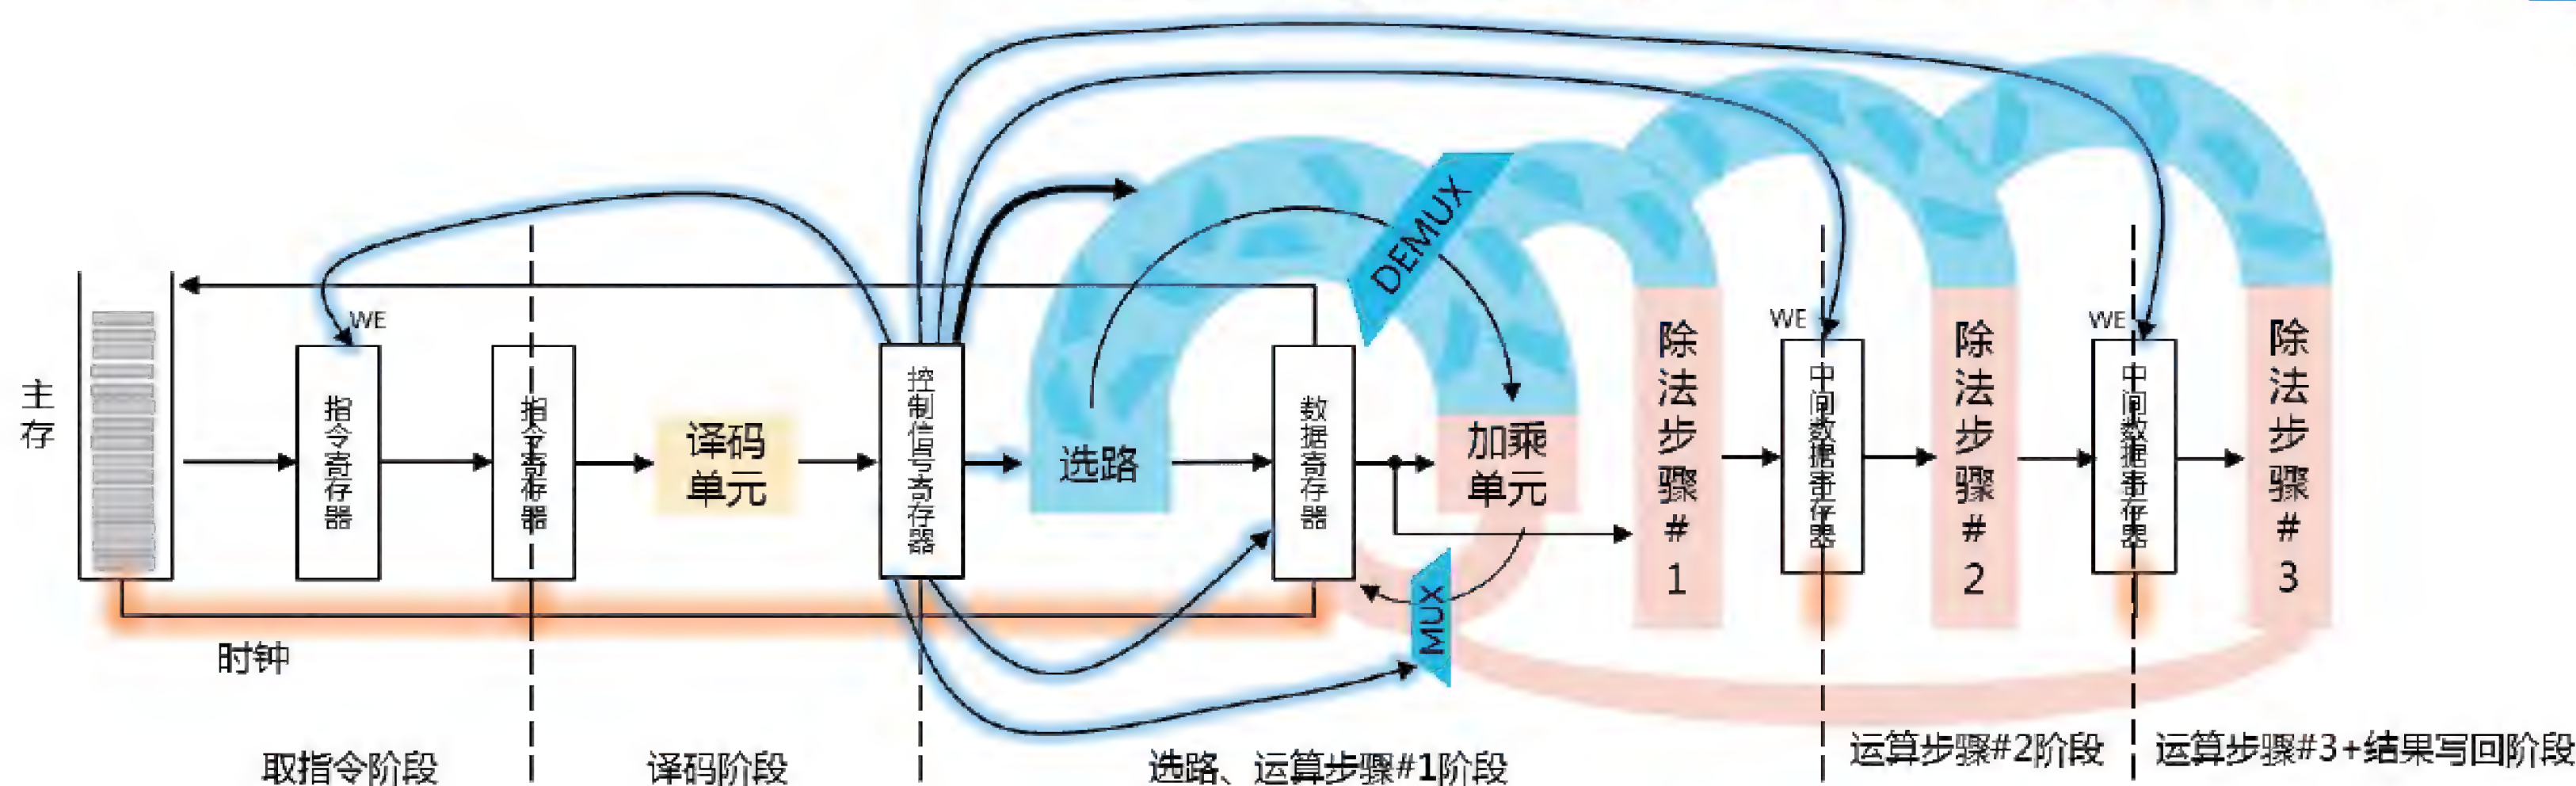 主存
WE
指令寄存器
指令寄存器
译码单元
控制信号寄存器
选路
数据寄存器
DEMUX
加乘单元
MUX
除法步骤#1
WE
中间数据寄存器
除法步骤#2
WE
中间数据寄存器
除法步骤#3
时钟
取指令阶段
译码阶段
选路、运算步骤#1阶段
运算步骤#2阶段
运算步骤#3+结果写回阶段